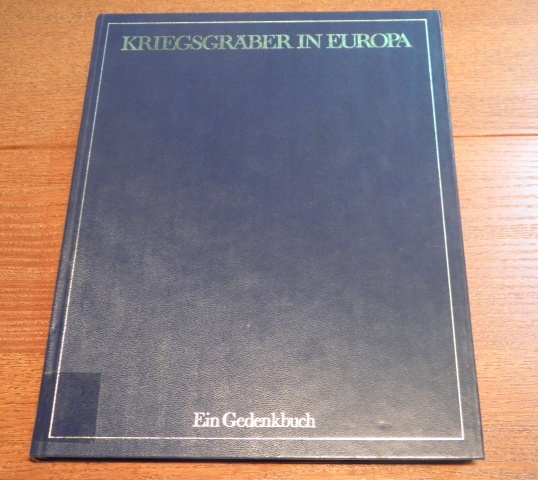 KRIEGSGRÄBER IN EUROPA
Ein Gedenkbuch